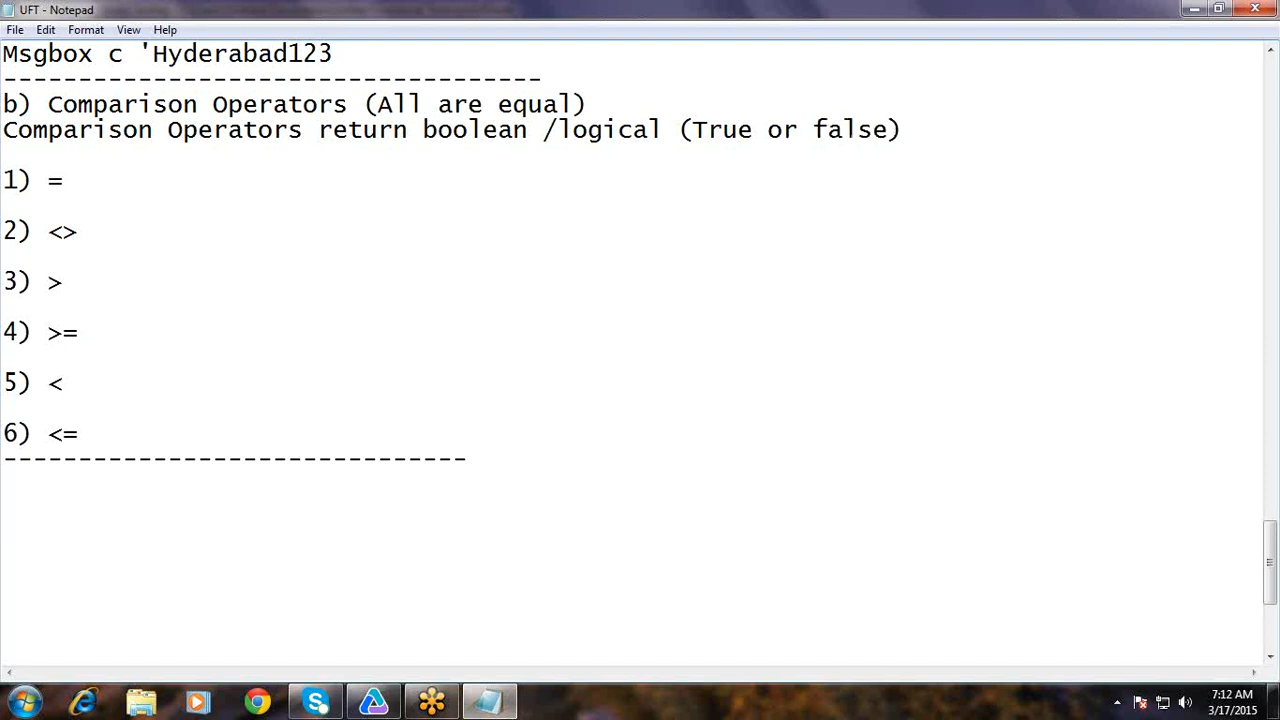 UFT - Notepad
File Edit Format View Help
Msgbox c 'Hyderabad123
------------------------------------
b) Comparison Operators (All are equal)
Comparison Operators return boolean /logical (True or false)
1) =
2) <>
3) >
4) >=
5) <
6) <=
-------------------------------
7:12 AM
3/17/2015